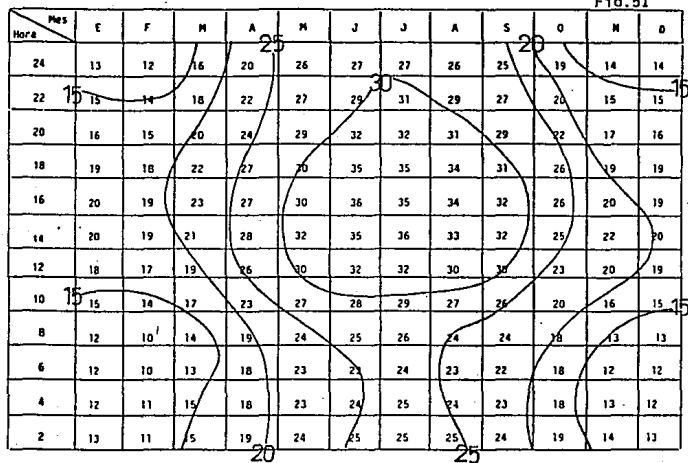 Fig.51
Mes
Hora E F M A M J J A S O N D
25 20
24 13 12 16 20 26 27 27 26 25 19 14 14
30
15 22 15 14 18 22 27 29 31 29 27 20 15 15 15
20 16 15 20 24 29 32 32 31 29 22 17 16
18 19 18 22 27 30 35 35 34 31 26 19 19
16 20 19 23 27 30 36 35 34 32 26 20 19
14 20 19 21 28 32 35 36 33 32 25 22 20
12 18 17 19 26 30 32 32 30 30 23 20 19
15 10 15 14 17 23 27 28 29 27 26 20 16 15 15
8 12 10 14 19 24 25 26 24 24 18 13 13
6 12 10 13 18 23 23 24 23 22 18 12 12
4 12 11 15 18 23 24 25 24 23 18 13 12
2 13 11 15 19 24 25 25 25 24 19 14 13
20 25